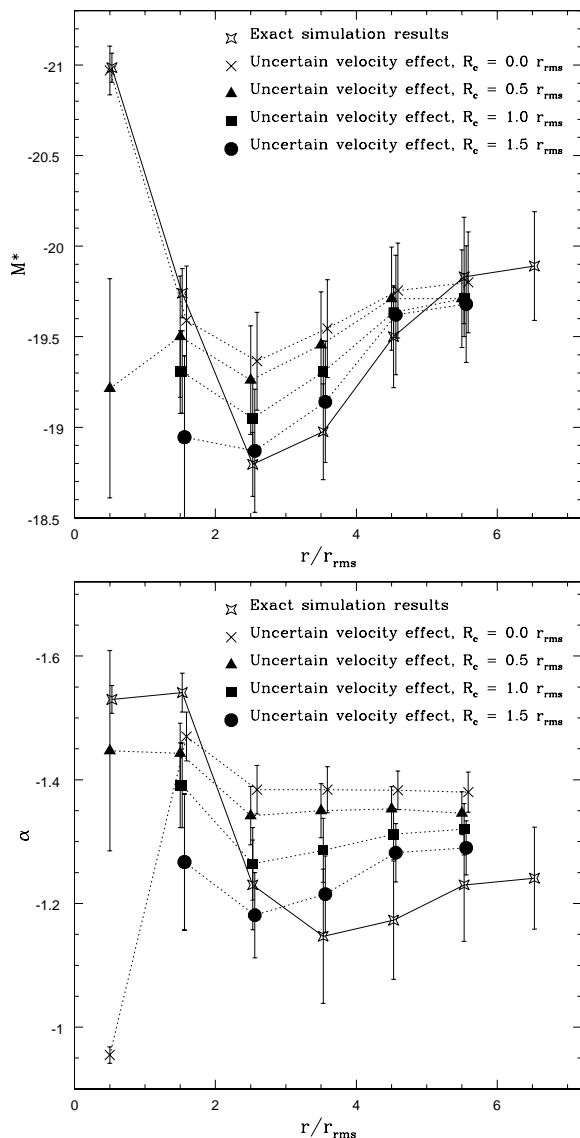 Exact simulation results
Uncertain velocity effect, R_c = 0.0 r_rms
Uncertain velocity effect, R_c = 0.5 r_rms
Uncertain velocity effect, R_c = 1.0 r_rms
Uncertain velocity effect, R_c = 1.5 r_rms
-21
-20.5
-20
-19.5
-19
-18.5
M*
0 2 4 6
r/r_rms
Exact simulation results
Uncertain velocity effect, R_c = 0.0 r_rms
Uncertain velocity effect, R_c = 0.5 r_rms
Uncertain velocity effect, R_c = 1.0 r_rms
Uncertain velocity effect, R_c = 1.5 r_rms
-1.6
-1.4
-1.2
-1
α
0 2 4 6
r/r_rms